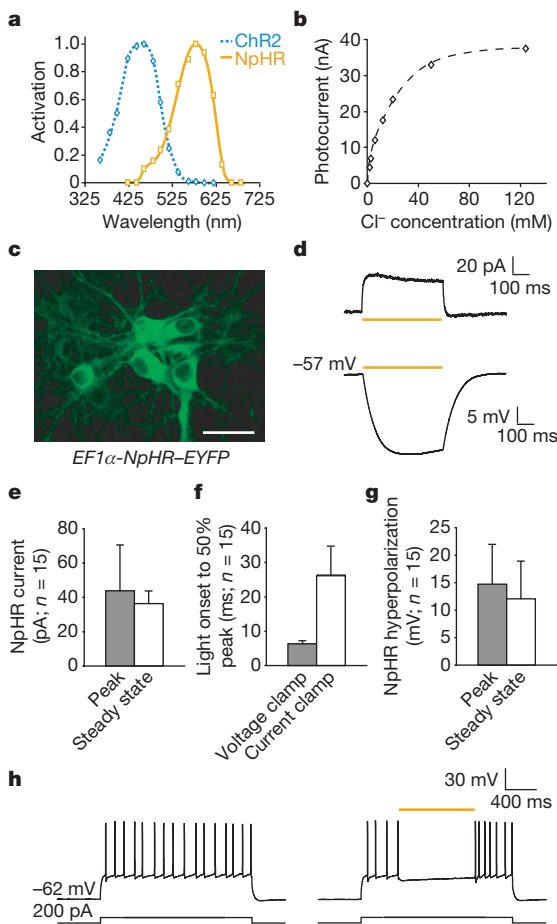 a
1.0
0.8
0.6
0.4
0.2
0
Activation
325 425 525 625 725
Wavelength (nm)
ChR2
NpHR
b
40
30
20
10
0
Photocurrent (nA)
0 40 80 120
Cl– concentration (mM)
c
EF1α-NpHR–EYFP
d
20 pA
100 ms
–57 mV
5 mV
100 ms
e
NpHR current
(pA; n = 15)
80
60
40
20
0
Peak
Steady state
f
Light onset to 50%
peak (ms; n = 15)
40
30
20
10
0
Voltage clamp
Current clamp
g
NpHR hyperpolarization
(mV; n = 15)
25
20
15
10
5
0
Peak
Steady state
h
30 mV
400 ms
–62 mV
200 pA